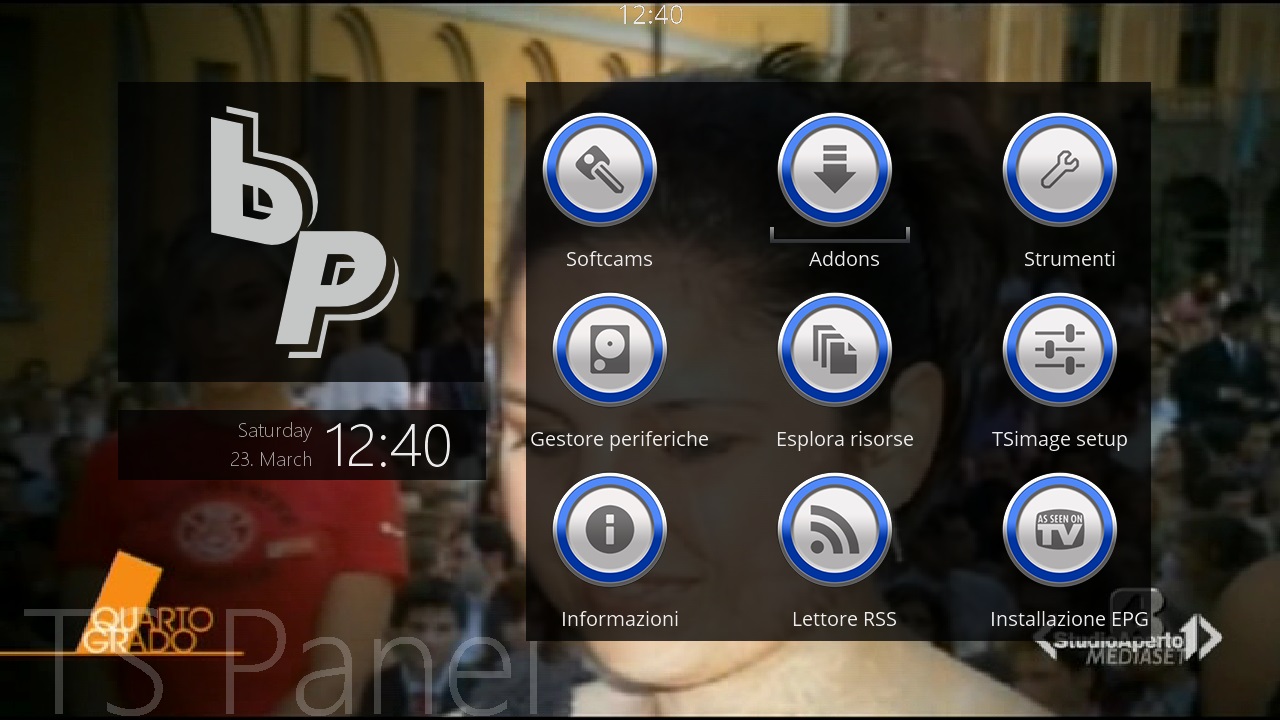 12:40
bP
Softcams
Addons
Strumenti
Gestore periferiche
Esplora risorse
TSimage setup
Saturday
23. March
12:40
AS SEEN ON
TV
Informazioni
Lettore RSS
Installazione EPG
QUARTO
GRADO
StudioAperto
MEDIASET
TS Panel